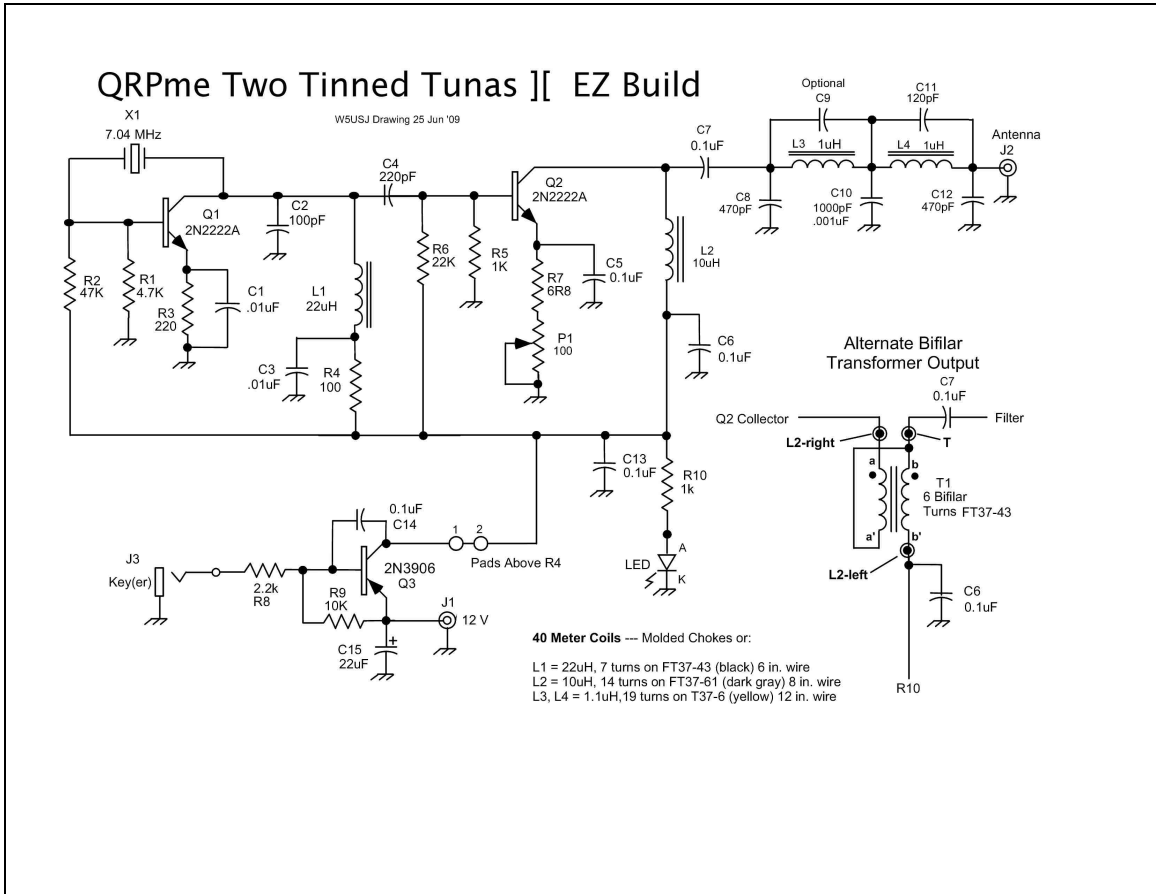 QRPme Two Tinned Tunas ][ EZ Build
W5USJ Drawing 25 Jun '09
X1
7.04 MHz
Q1
2N2222A
R2
47K
R1
4.7K
R3
220
C1
.01uF
C2
100pF
L1
22uH
C3
.01uF
R4
100
C4
220pF
R6
22K
R5
1K
Q2
2N2222A
R7
6R8
P1
100
C5
0.1uF
C7
0.1uF
L2
10uH
C6
0.1uF
Optional
C9
C11
120pF
L3 1uH
L4 1uH
C8
470pF
C10
1000pF
.001uF
C12
470pF
Antenna
J2
C13
0.1uF
R10
1k
LED
A
K
0.1uF
C14
1
2
Pads Above R4
J3
Key(er)
2.2k
R8
2N3906
Q3
R9
10K
J1
12 V
C15
22uF
+
Alternate Bifilar
Transformer Output
C7
0.1uF
Q2 Collector
Filter
L2-right
T
a
b
T1
6 Bifilar
Turns FT37-43
a'
b'
L2-left
C6
0.1uF
R10
40 Meter Coils --- Molded Chokes or:
L1 = 22uH, 7 turns on FT37-43 (black) 6 in. wire
L2 = 10uH, 14 turns on FT37-61 (dark gray) 8 in. wire
L3, L4 = 1.1uH,19 turns on T37-6 (yellow) 12 in. wire